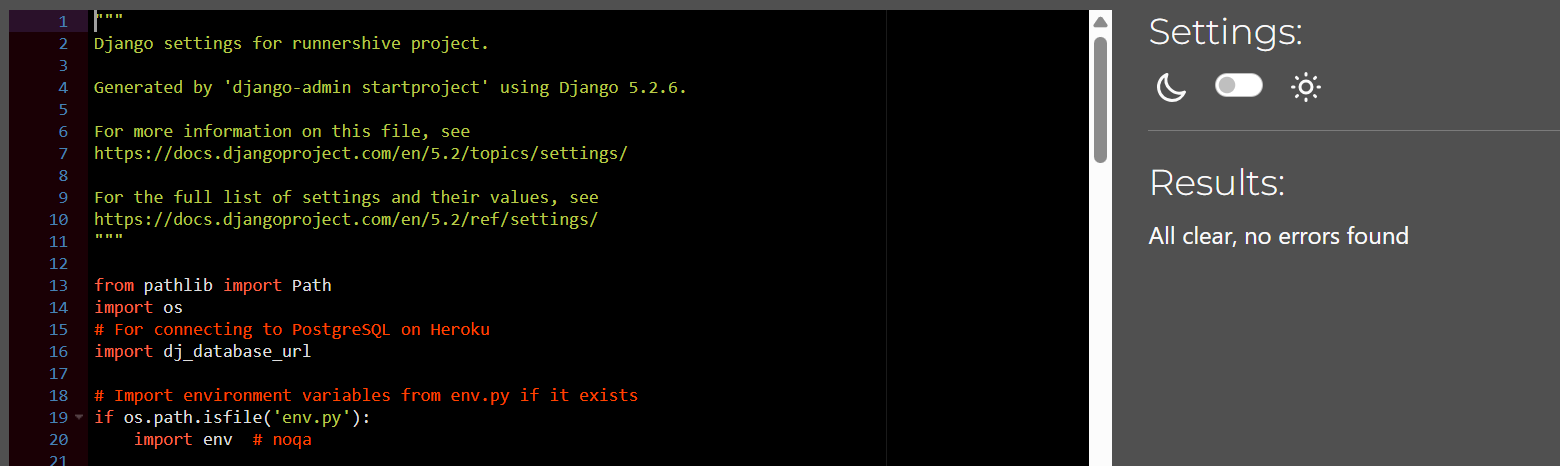 1 """
2 Django settings for runnershive project.
3
4 Generated by 'django-admin startproject' using Django 5.2.6.
5
6 For more information on this file, see
7 https://docs.djangoproject.com/en/5.2/topics/settings/
8
9 For the full list of settings and their values, see
10 https://docs.djangoproject.com/en/5.2/ref/settings/
11 """
12
13 from pathlib import Path
14 import os
15 # For connecting to PostgreSQL on Heroku
16 import dj_database_url
17
18 # Import environment variables from env.py if it exists
19 if os.path.isfile('env.py'):
20     import env  # noqa
21
Settings:
Results:
All clear, no errors found